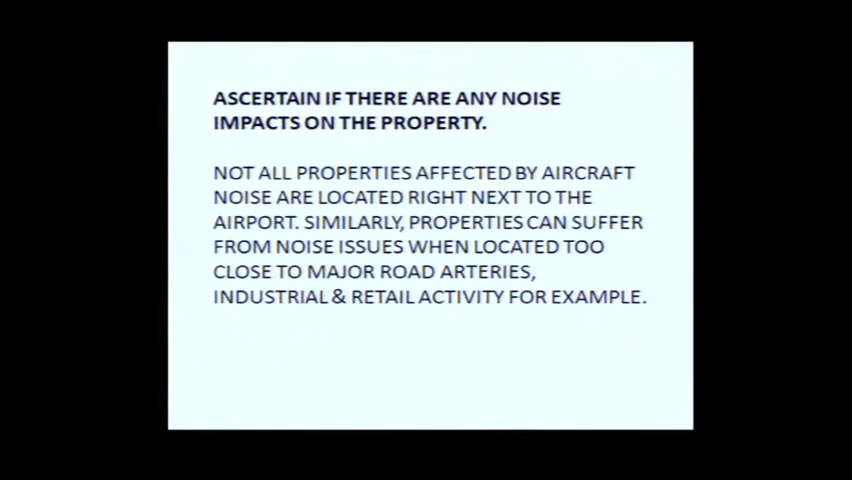 ASCERTAIN IF THERE ARE ANY NOISE
IMPACTS ON THE PROPERTY.
NOT ALL PROPERTIES AFFECTED BY AIRCRAFT
NOISE ARE LOCATED RIGHT NEXT TO THE
AIRPORT. SIMILARLY, PROPERTIES CAN SUFFER
FROM NOISE ISSUES WHEN LOCATED TOO
CLOSE TO MAJOR ROAD ARTERIES,
INDUSTRIAL & RETAIL ACTIVITY FOR EXAMPLE.